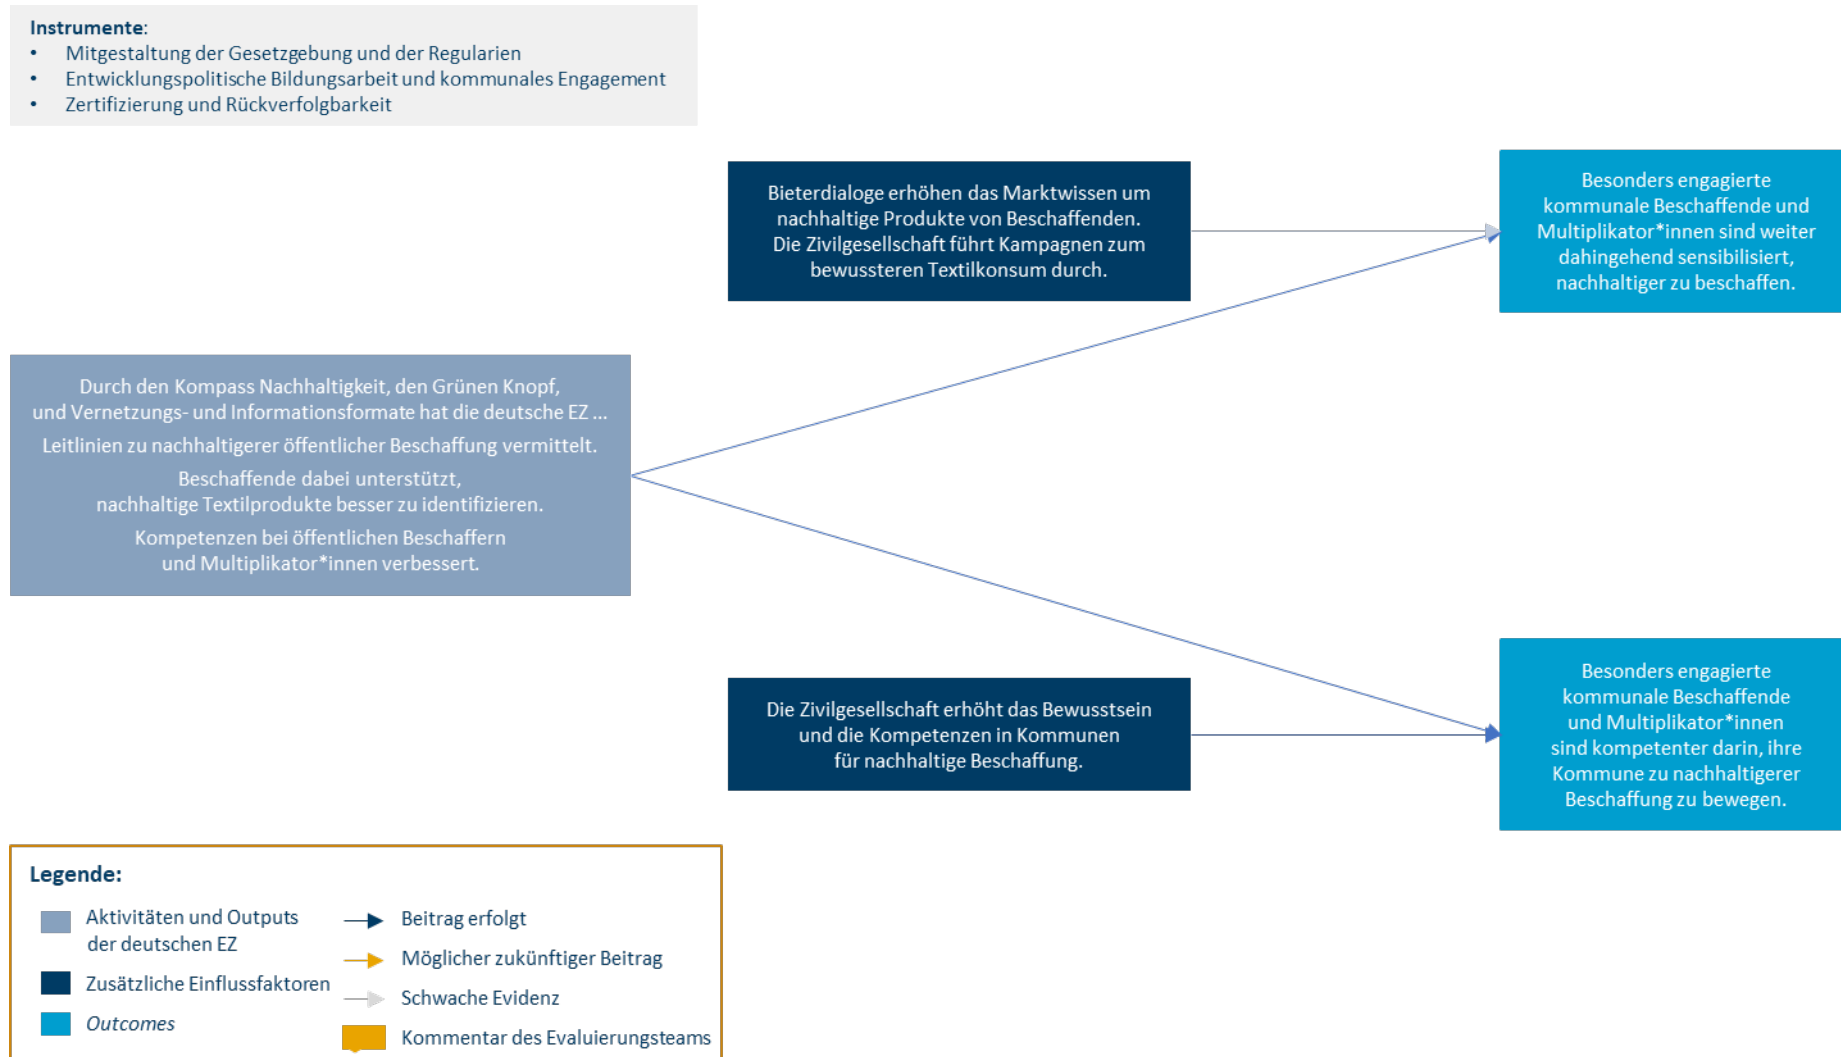 Instrumente:
• Mitgestaltung der Gesetzgebung und der Regularien
• Entwicklungspolitische Bildungsarbeit und kommunales Engagement
• Zertifizierung und Rückverfolgbarkeit
Bieterdialoge erhöhen das Marktwissen um
nachhaltige Produkte von Beschaffenden.
Die Zivilgesellschaft führt Kampagnen zum
bewussteren Textilkonsum durch.
Besonders engagierte
kommunale Beschaffende und
Multiplikator*innen sind weiter
dahingehend sensibilisiert,
nachhaltiger zu beschaffen.
Durch den Kompass Nachhaltigkeit, den Grünen Knopf,
und Vernetzungs- und Informationsformate hat die deutsche EZ ...
Leitlinien zu nachhaltigerer öffentlicher Beschaffung vermittelt.
Beschaffende dabei unterstützt,
nachhaltige Textilprodukte besser zu identifizieren.
Kompetenzen bei öffentlichen Beschaffern
und Multiplikator*innen verbessert.
Die Zivilgesellschaft erhöht das Bewusstsein
und die Kompetenzen in Kommunen
für nachhaltige Beschaffung.
Besonders engagierte
kommunale Beschaffende
und Multiplikator*innen
sind kompetenter darin, ihre
Kommune zu nachhaltigerer
Beschaffung zu bewegen.
Legende:
Aktivitäten und Outputs
der deutschen EZ
Zusätzliche Einflussfaktoren
Outcomes
Beitrag erfolgt
Möglicher zukünftiger Beitrag
Schwache Evidenz
Kommentar des Evaluierungsteams